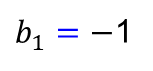 b₁ = −1